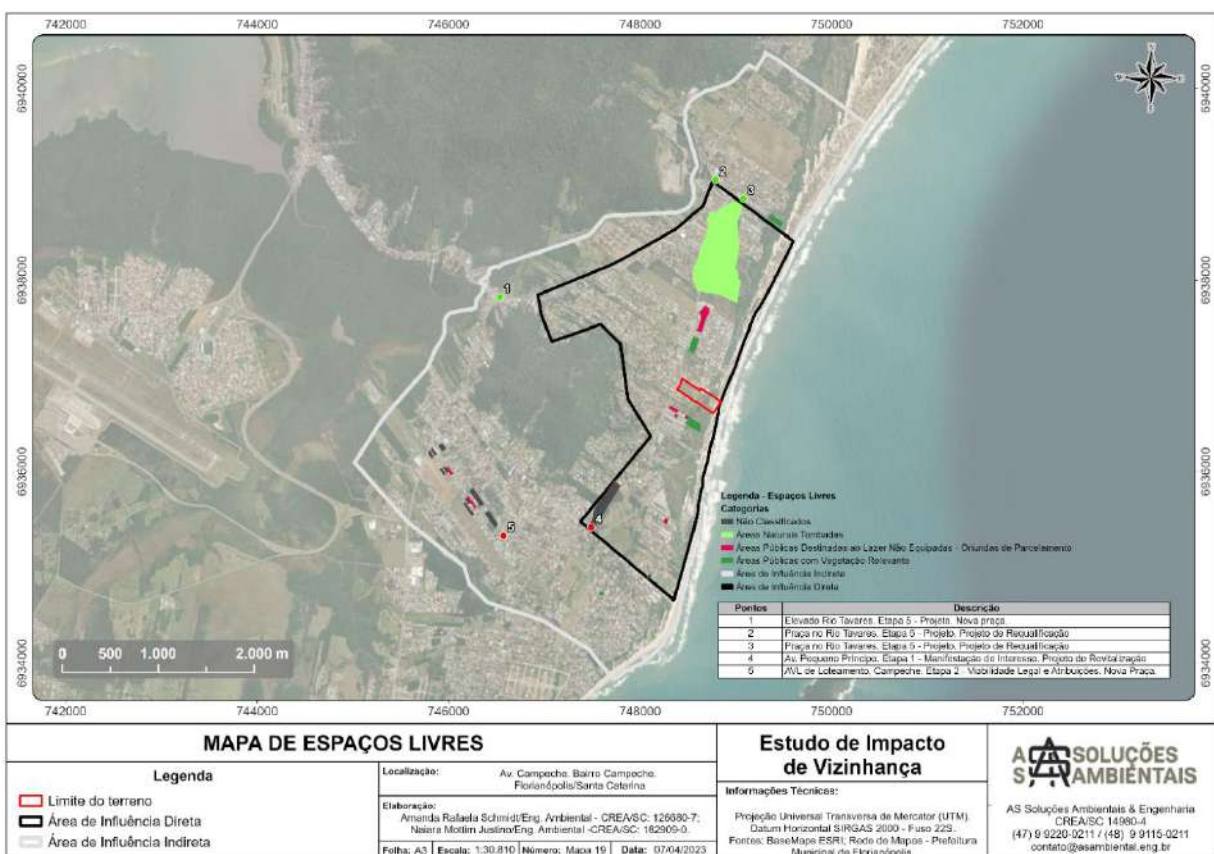 742000 744000 746000 748000 750000 752000
6940000 6940000
6938000 6938000
6936000 6936000
6934000 6934000
1
2
3
4
5
Legenda - Espaços Livres
Categorias
Não Classificados
Áreas Naturais Tombadas
Áreas Públicas Destinadas ao Lazer Não Equipadas - Oriundas de Parcelamento
Áreas Públicas com Vegetação Relevante
Área de Influência Indireta
Área de Influência Direta
Pontos Descrição
1 Elevado Rio Tavares. Etapa 5 - Projeto. Nova praça.
2 Praça no Rio Tavares. Etapa 5 - Projeto. Projeto de Requalificação
3 Praça no Rio Tavares. Etapa 5 - Projeto. Projeto de Requalificação
4 Av. Pequeno Príncipe. Etapa 1 - Manifestação de Interesse. Projeto de Revitalização
5 AVL de Loteamento. Campeche. Etapa 2 - Viabilidade Legal e Atribuições. Nova Praça.
0 500 1.000 2.000 m
742000 744000 746000 748000 750000 752000
MAPA DE ESPAÇOS LIVRES
Legenda
Limite do terreno
Área de Influência Direta
Área de Influência Indireta
Localização: Av. Campeche. Bairro Campeche.
Florianópolis/Santa Catarina
Elaboração:
Amanda Rafaela Schmidt/Eng. Ambiental - CREA/SC: 126680-7;
Naiara Mottim Justino/Eng. Ambiental -CREA/SC: 162909-0.
Folha: A3 Escala: 1:30.810 Número: Mapa 19 Data: 07/04/2023
Estudo de Impacto
de Vizinhança
Informações Técnicas:
Projeção Universal Transversa de Mercator (UTM).
Datum Horizontal SIRGAS 2000 - Fuso 22S.
Fontes: BaseMape ESRI; Rede de Mapas - Prefeitura
Municipal de Florianópolis
AS SOLUÇÕES
AMBIENTAIS
AS Soluções Ambientais & Engenharia
CREA/SC 14980-4
(47) 9 9220-0211 / (48) 9 9115-0211
contato@asambiental.eng.br